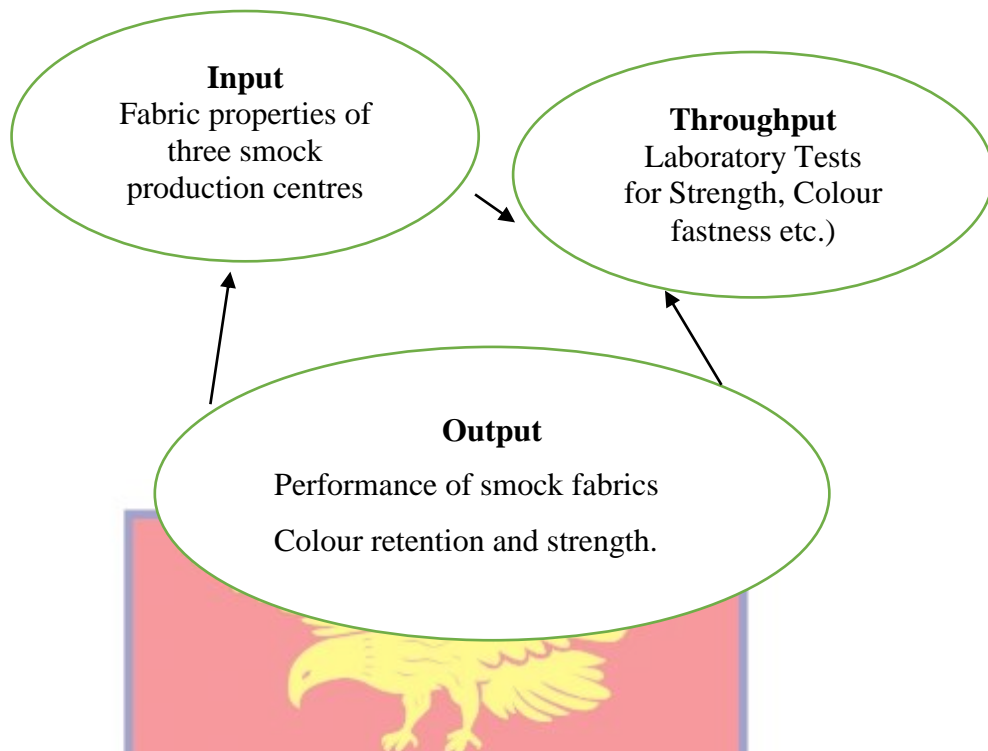 Input
Fabric properties of
three smock
production centres
Throughput
Laboratory Tests
for Strength, Colour
fastness etc.)
Output
Performance of smock fabrics
Colour retention and strength.